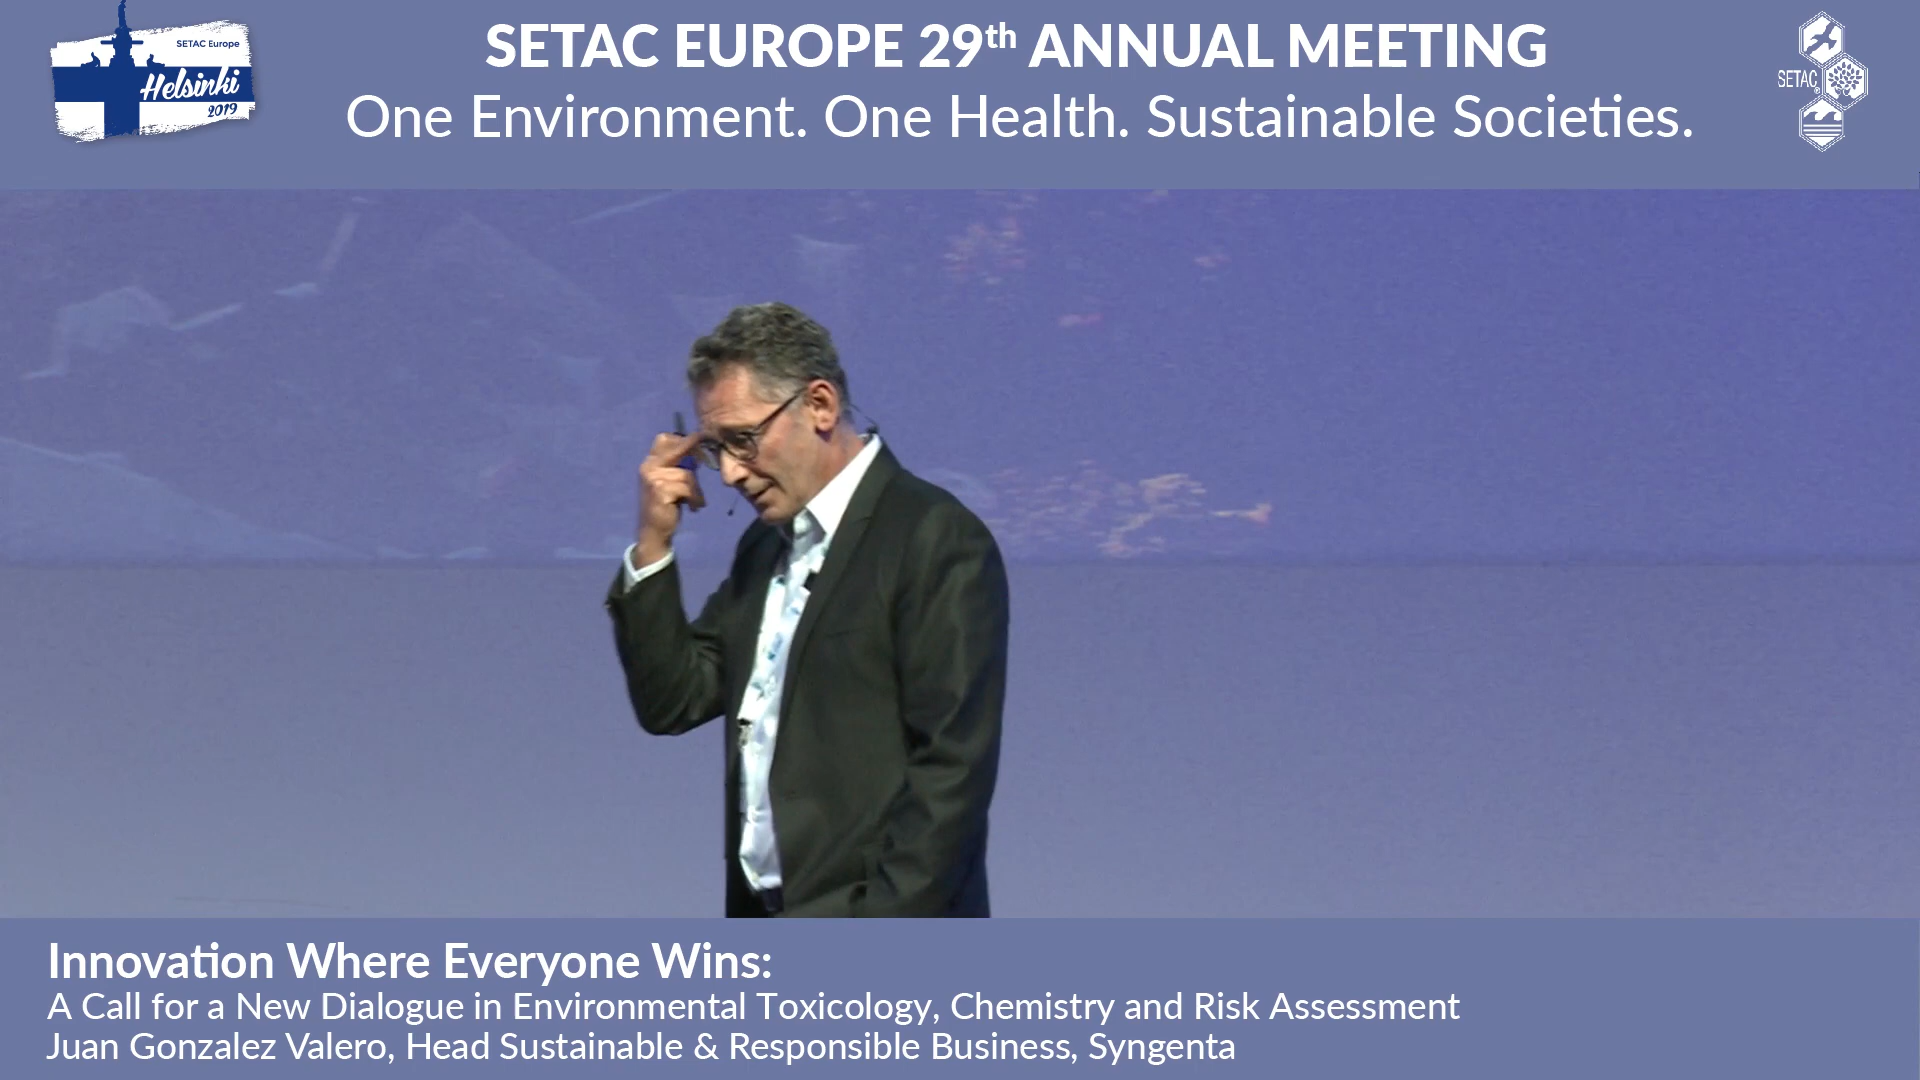 SETAC Europe
Helsinki
2019
SETAC EUROPE 29th ANNUAL MEETING
One Environment. One Health. Sustainable Societies.
SETAC®
Innovation Where Everyone Wins:
A Call for a New Dialogue in Environmental Toxicology, Chemistry and Risk Assessment
Juan Gonzalez Valero, Head Sustainable & Responsible Business, Syngenta